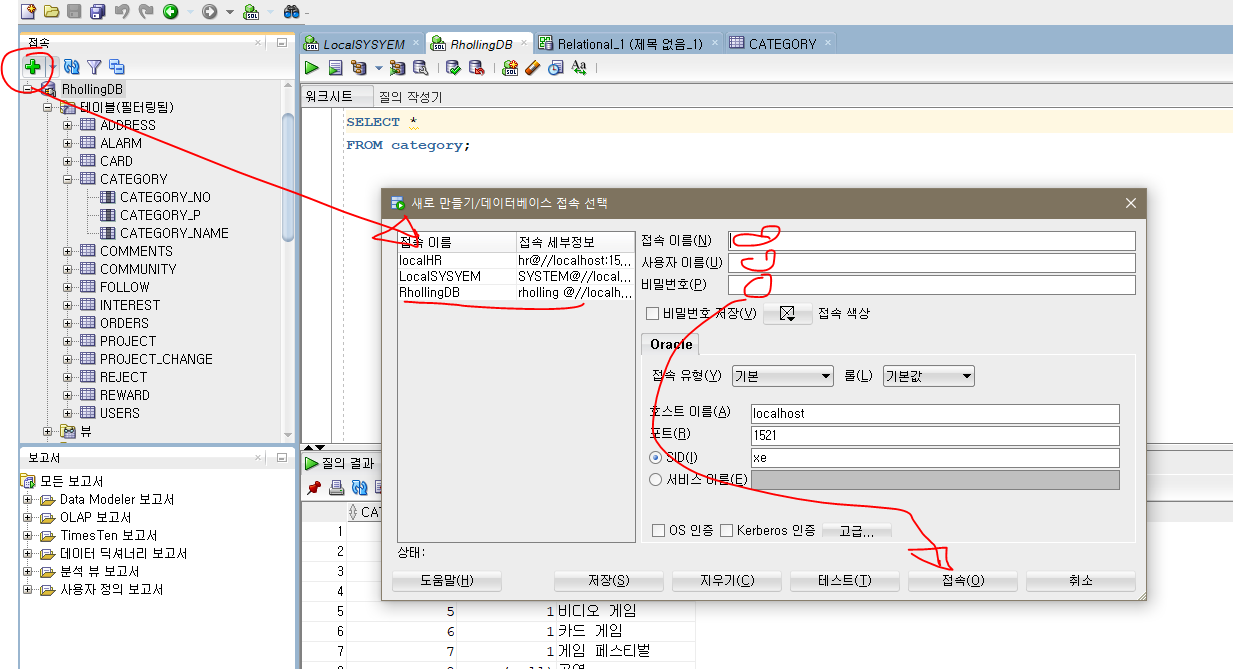 접속
LocalSYSYEM
RhollingDB
Relational_1 (제목 없음_1)
CATEGORY
RhollingDB
테이블(필터링됨)
ADDRESS
ALARM
CARD
CATEGORY
CATEGORY_NO
CATEGORY_P
CATEGORY_NAME
COMMENTS
COMMUNITY
FOLLOW
INTEREST
ORDERS
PROJECT
PROJECT_CHANGE
REJECT
REWARD
USERS
뷰
워크시트
질의 작성기
SELECT *
FROM category;
새로 만들기/데이터베이스 접속 선택
접속 이름
접속 세부정보
localHR
hr@//localhost:15...
LocalSYSYEM
SYSTEM@//local...
RhollingDB
rholling @//localh...
접속 이름(N)
사용자 이름(U)
비밀번호(P)
비밀번호 저장(V)
접속 색상
Oracle
접속 유형(Y)
기본
롤(L)
기본값
호스트 이름(A)
localhost
포트(R)
1521
SID(I)
xe
서비스 이름(E)
OS 인증
Kerberos 인증
고급...
상태:
도움말(H)
저장(S)
지우기(C)
테스트(T)
접속(O)
취소
보고서
모든 보고서
Data Modeler 보고서
OLAP 보고서
TimesTen 보고서
데이터 딕셔너리 보고서
분석 뷰 보고서
사용자 정의 보고서
질의 결과
1
2
3
4
5 5 1 비디오 게임
6 6 1 카드 게임
7 7 1 게임 페스티벌